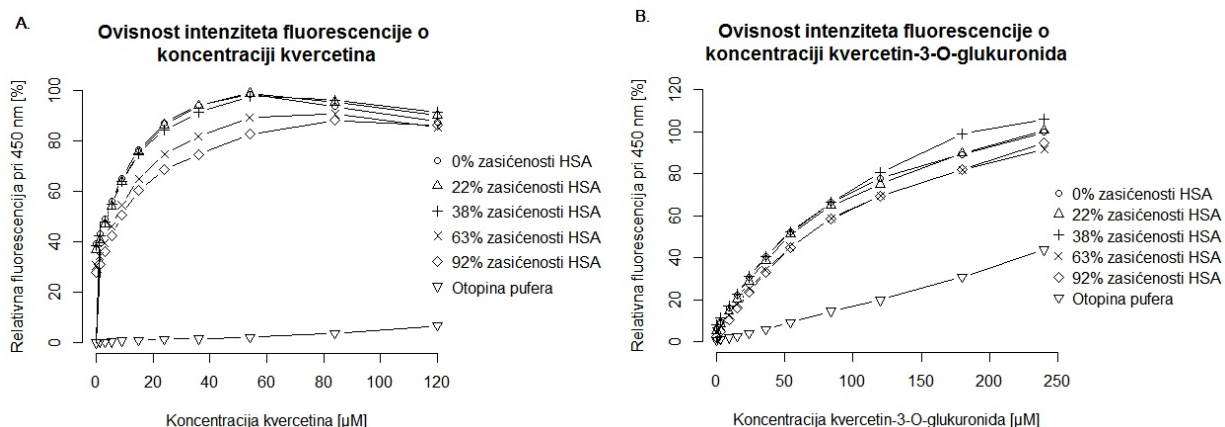 A.
Ovisnost intenziteta fluorescencije o
koncentraciji kvercetina
Relativna fluorescencija pri 450 nm [%]
100
80
60
40
20
0
0
20
40
60
80
100
120
Koncentracija kvercetina [µM]
0% zasićenosti HSA
22% zasićenosti HSA
38% zasićenosti HSA
63% zasićenosti HSA
92% zasićenosti HSA
Otopina pufera
B.
Ovisnost intenziteta fluorescencije o
koncentraciji kvercetin-3-O-glukuronida
Relativna fluorescencija pri 450 nm [%]
120
100
80
60
40
20
0
0
50
100
150
200
250
Koncentracija kvercetin-3-O-glukuronida [µM]
0% zasićenosti HSA
22% zasićenosti HSA
38% zasićenosti HSA
63% zasićenosti HSA
92% zasićenosti HSA
Otopina pufera